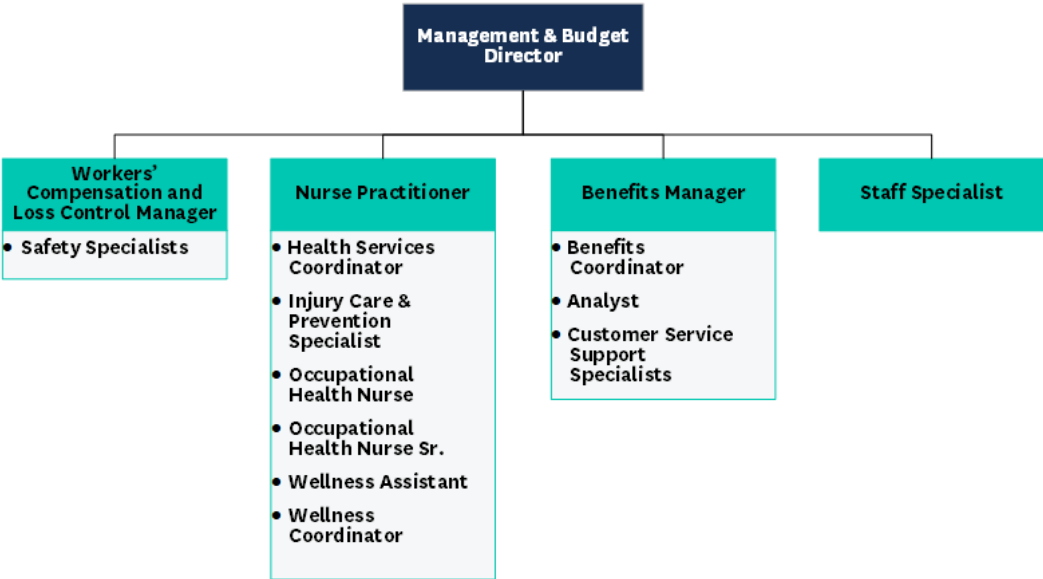 Management & Budget
Director
Workers’
Compensation and
Loss Control Manager
• Safety Specialists
Nurse Practitioner
• Health Services
Coordinator
• Injury Care &
Prevention
Specialist
• Occupational
Health Nurse
• Occupational
Health Nurse Sr.
• Wellness Assistant
• Wellness
Coordinator
Benefits Manager
• Benefits
Coordinator
• Analyst
• Customer Service
Support
Specialists
Staff Specialist